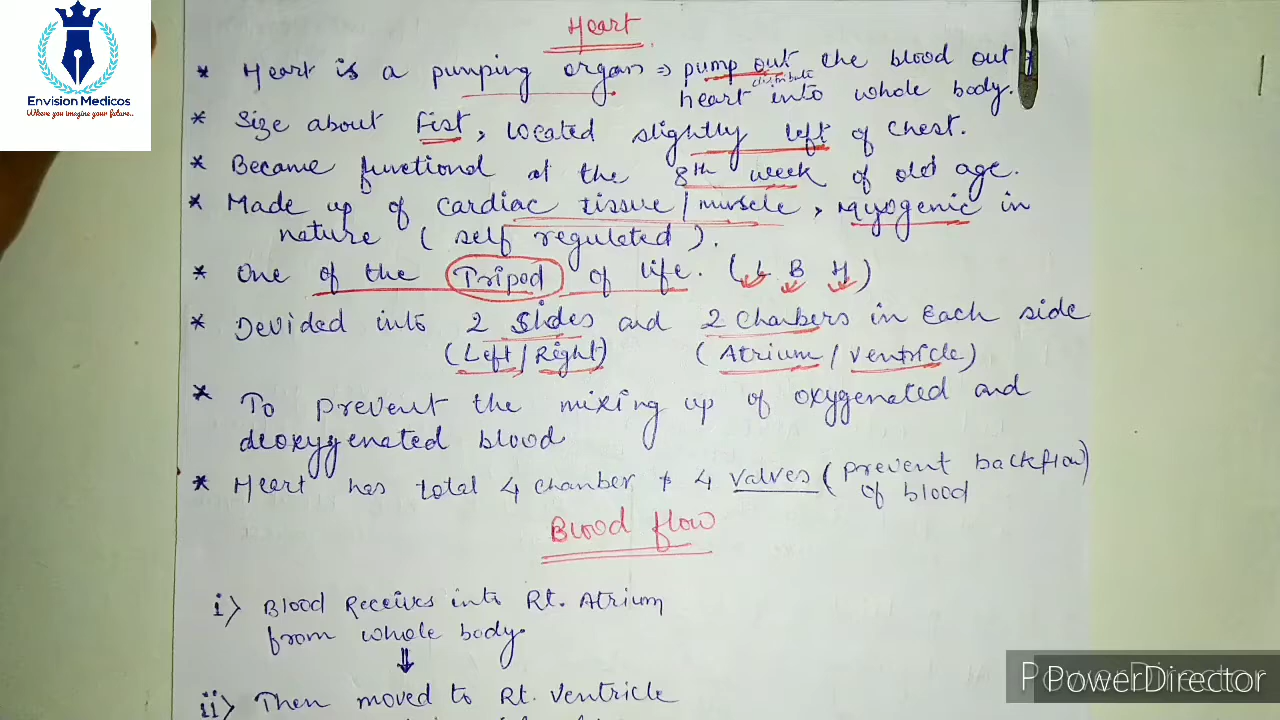 Envision Medicos
Where you imagine your future..
Heart
* Heart is a pumping organ ⇒ pump out the blood out
distribute
heart into whole body.
* Size about Fist, Located slightly left of chest.
* Became functional at the 8th week of old age.
* Made up of cardiac tissue / muscle, Myogenic in
nature (self regulated).
* One of the Tripod of life. (L B H)
* Devided into 2 Sides and 2 Chambers in Each side
(Left / Right) (Atrium / Ventricle)
* To prevent the mixing up of oxygenated and
deoxygenated blood
* Heart has total 4 chamber & 4 valves (prevent backflow
of blood)
Blood flow
i) Blood Receives into Rt. Atrium
from whole body.
↓
ii) Then moved to Rt. Ventricle
PowerDirector